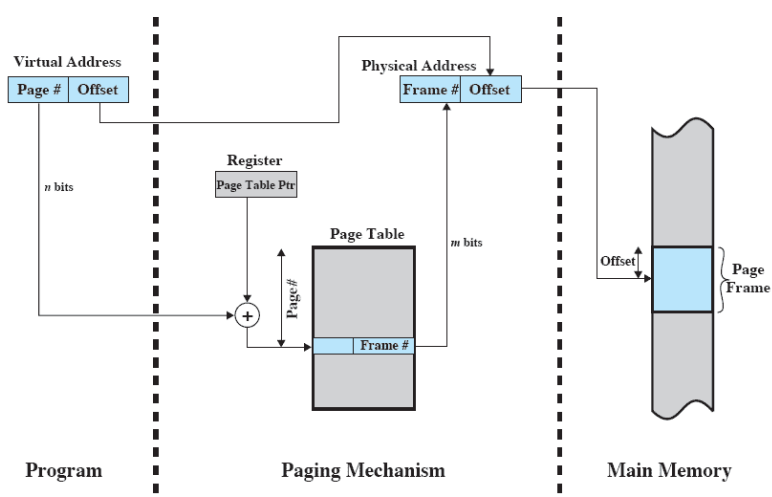 Virtual Address
Page # Offset
Physical Address
Frame # Offset
n bits
Register
Page Table Ptr
Page Table
m bits
Page#
+
Frame #
Offset
Page
Frame
Program
Paging Mechanism
Main Memory